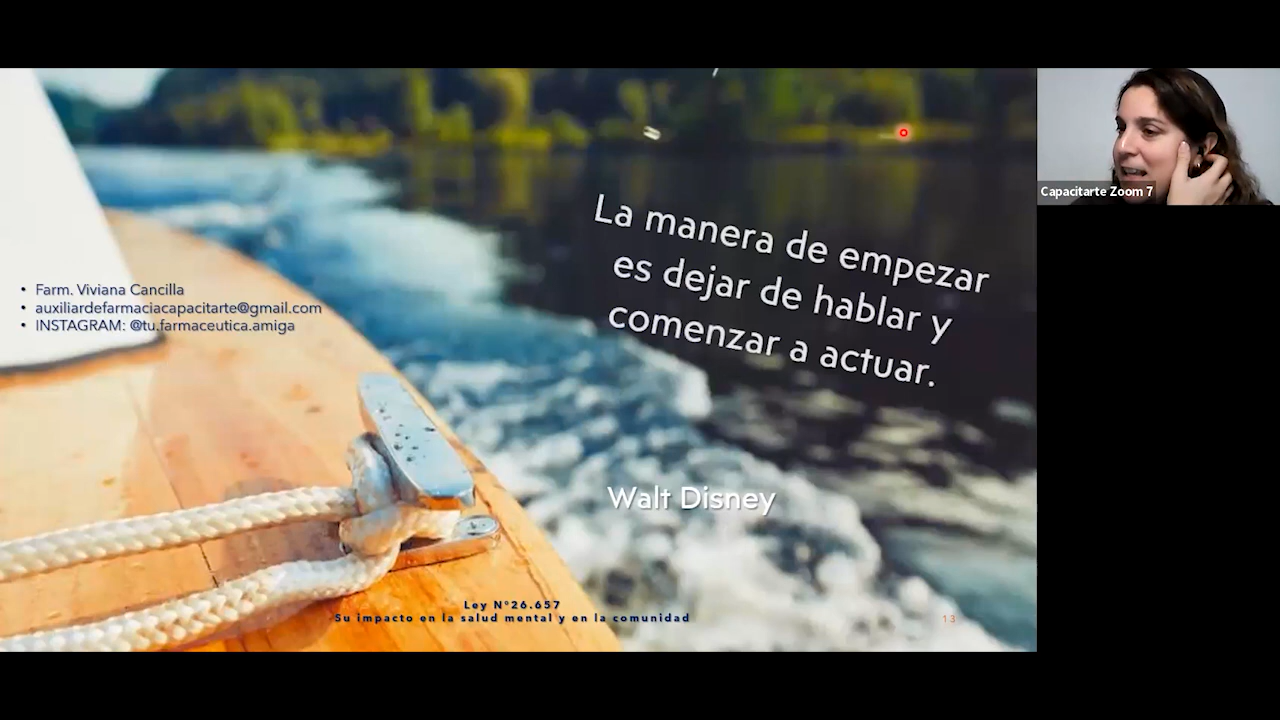 La manera de empezar
es dejar de hablar y
comenzar a actuar.
Walt Disney
• Farm. Viviana Cancilla
• auxiliardefarmaciacapacitarte@gmail.com
• INSTAGRAM: @tu.farmaceutica.amiga
Ley N°26.657
Su impacto en la salud mental y en la comunidad
13
Capacitarte Zoom 7